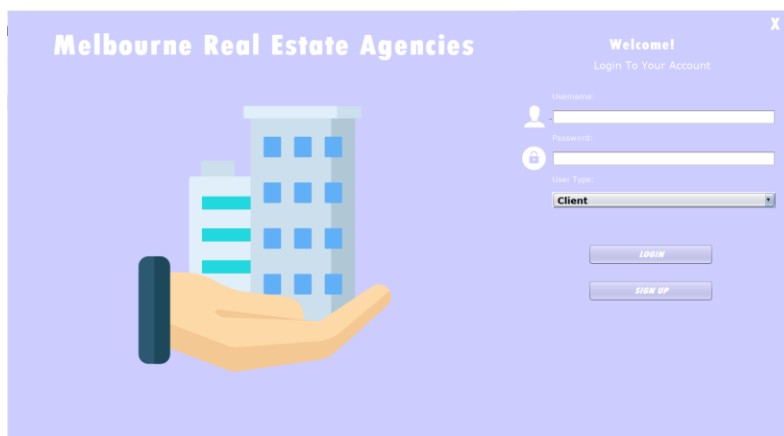 X
Melbourne Real Estate Agencies
Welcome!
Login To Your Account
Username:
Password:
User Type:
Client
LOGIN
SIGN UP